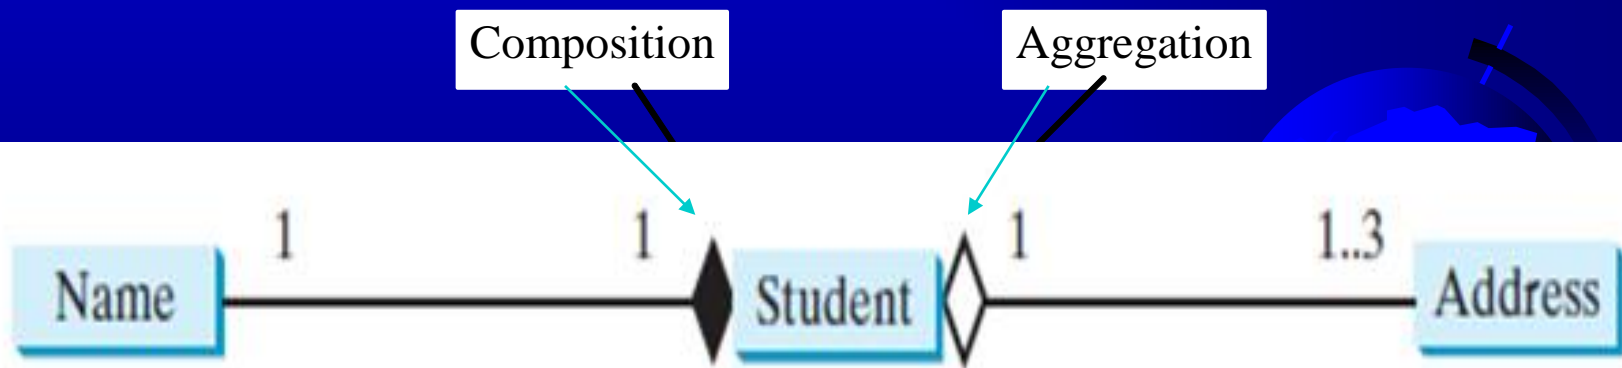 Composition Aggregation
1 1 1 1..3
Name Student Address